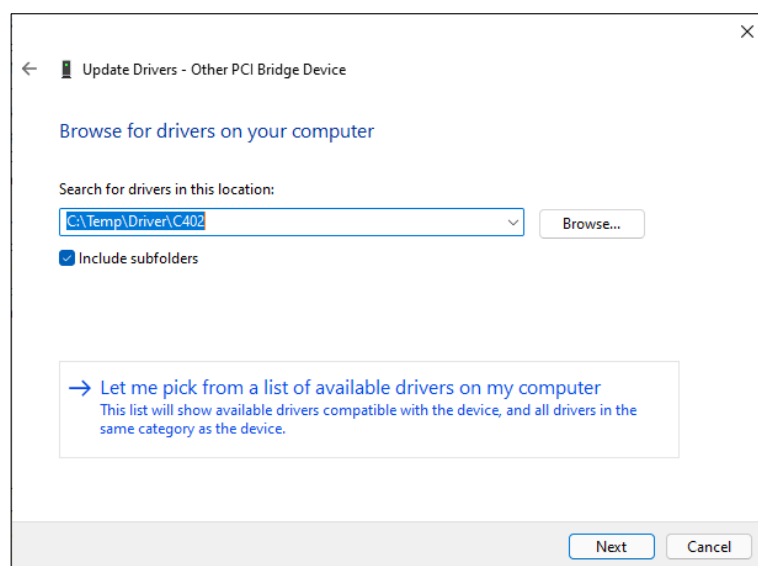 Update Drivers - Other PCI Bridge Device
Browse for drivers on your computer
Search for drivers in this location:
C:\Temp\Driver\C402
Browse...
Include subfolders
Let me pick from a list of available drivers on my computer
This list will show available drivers compatible with the device, and all drivers in the
same category as the device.
Next
Cancel